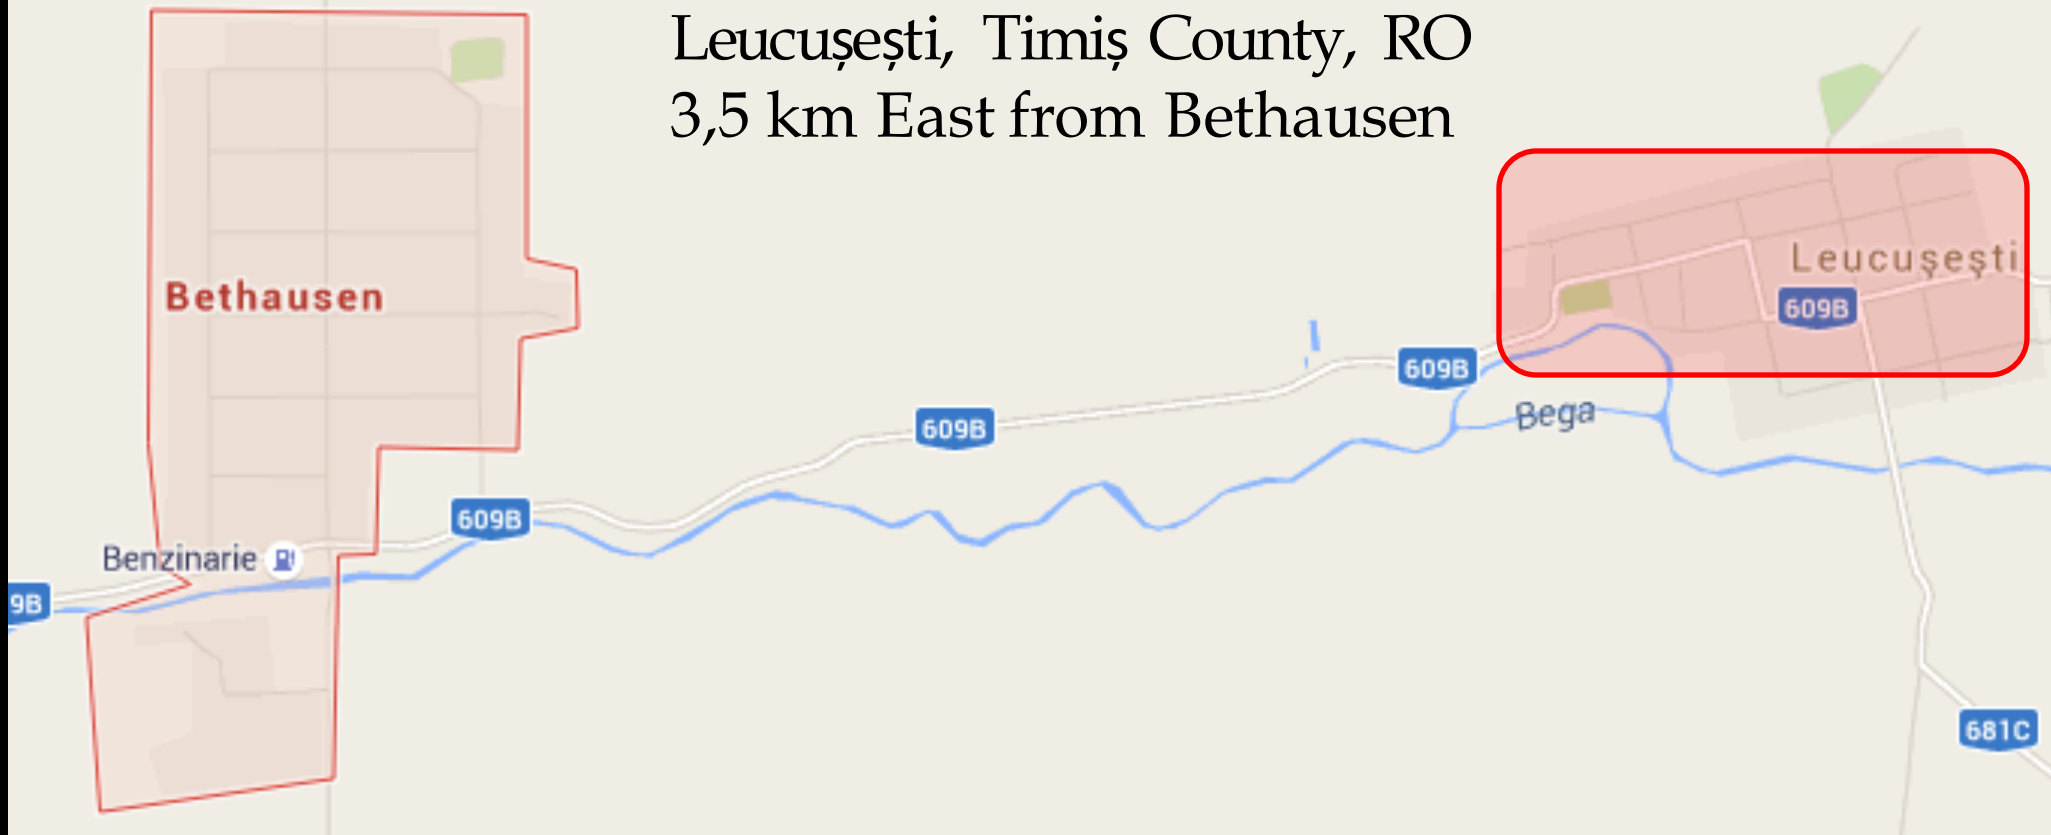 Leucușești, Timiș County, RO
3,5 km East from Bethausen
Leucușești
Bethausen
609B
609B
Bega
609B
609B
Benzinarie
9B
681C